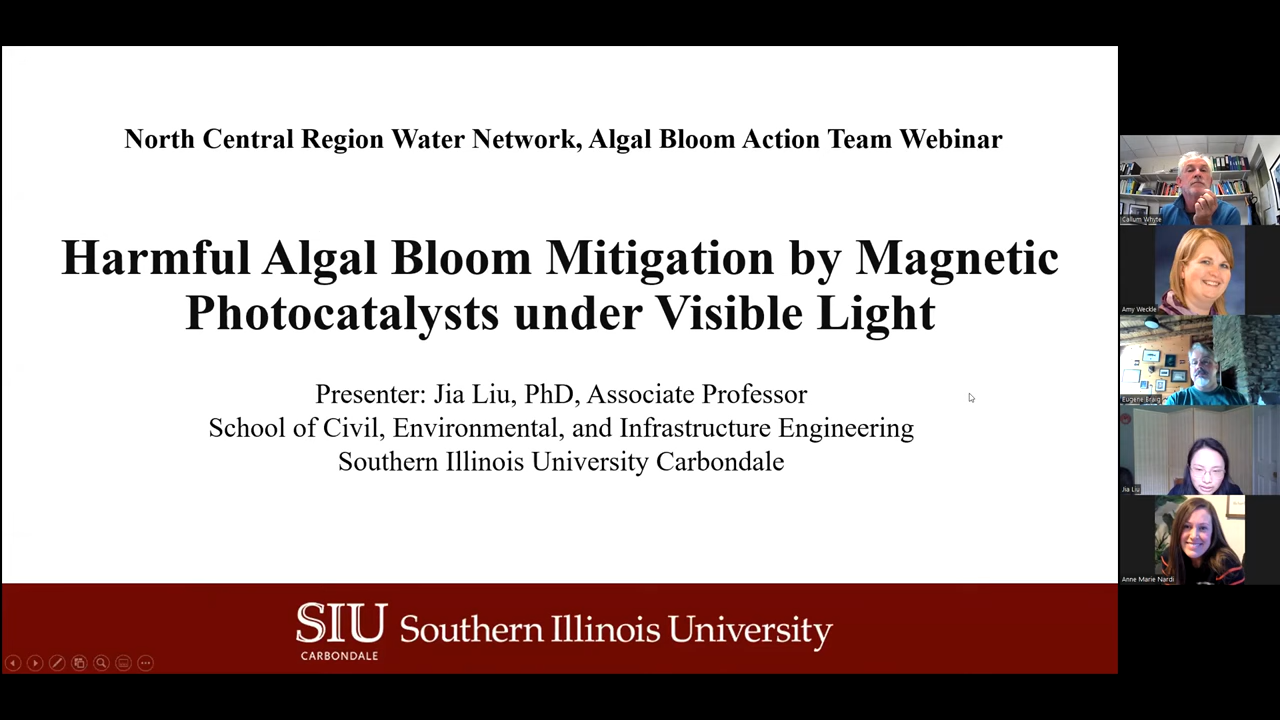 North Central Region Water Network, Algal Bloom Action Team Webinar
Harmful Algal Bloom Mitigation by Magnetic
Photocatalysts under Visible Light
Presenter: Jia Liu, PhD, Associate Professor
School of Civil, Environmental, and Infrastructure Engineering
Southern Illinois University Carbondale
SIU Southern Illinois University
CARBONDALE
Callum Whyte
Amy Weckle
Eugene Braig
Jia Liu
Anne Marie Nardi